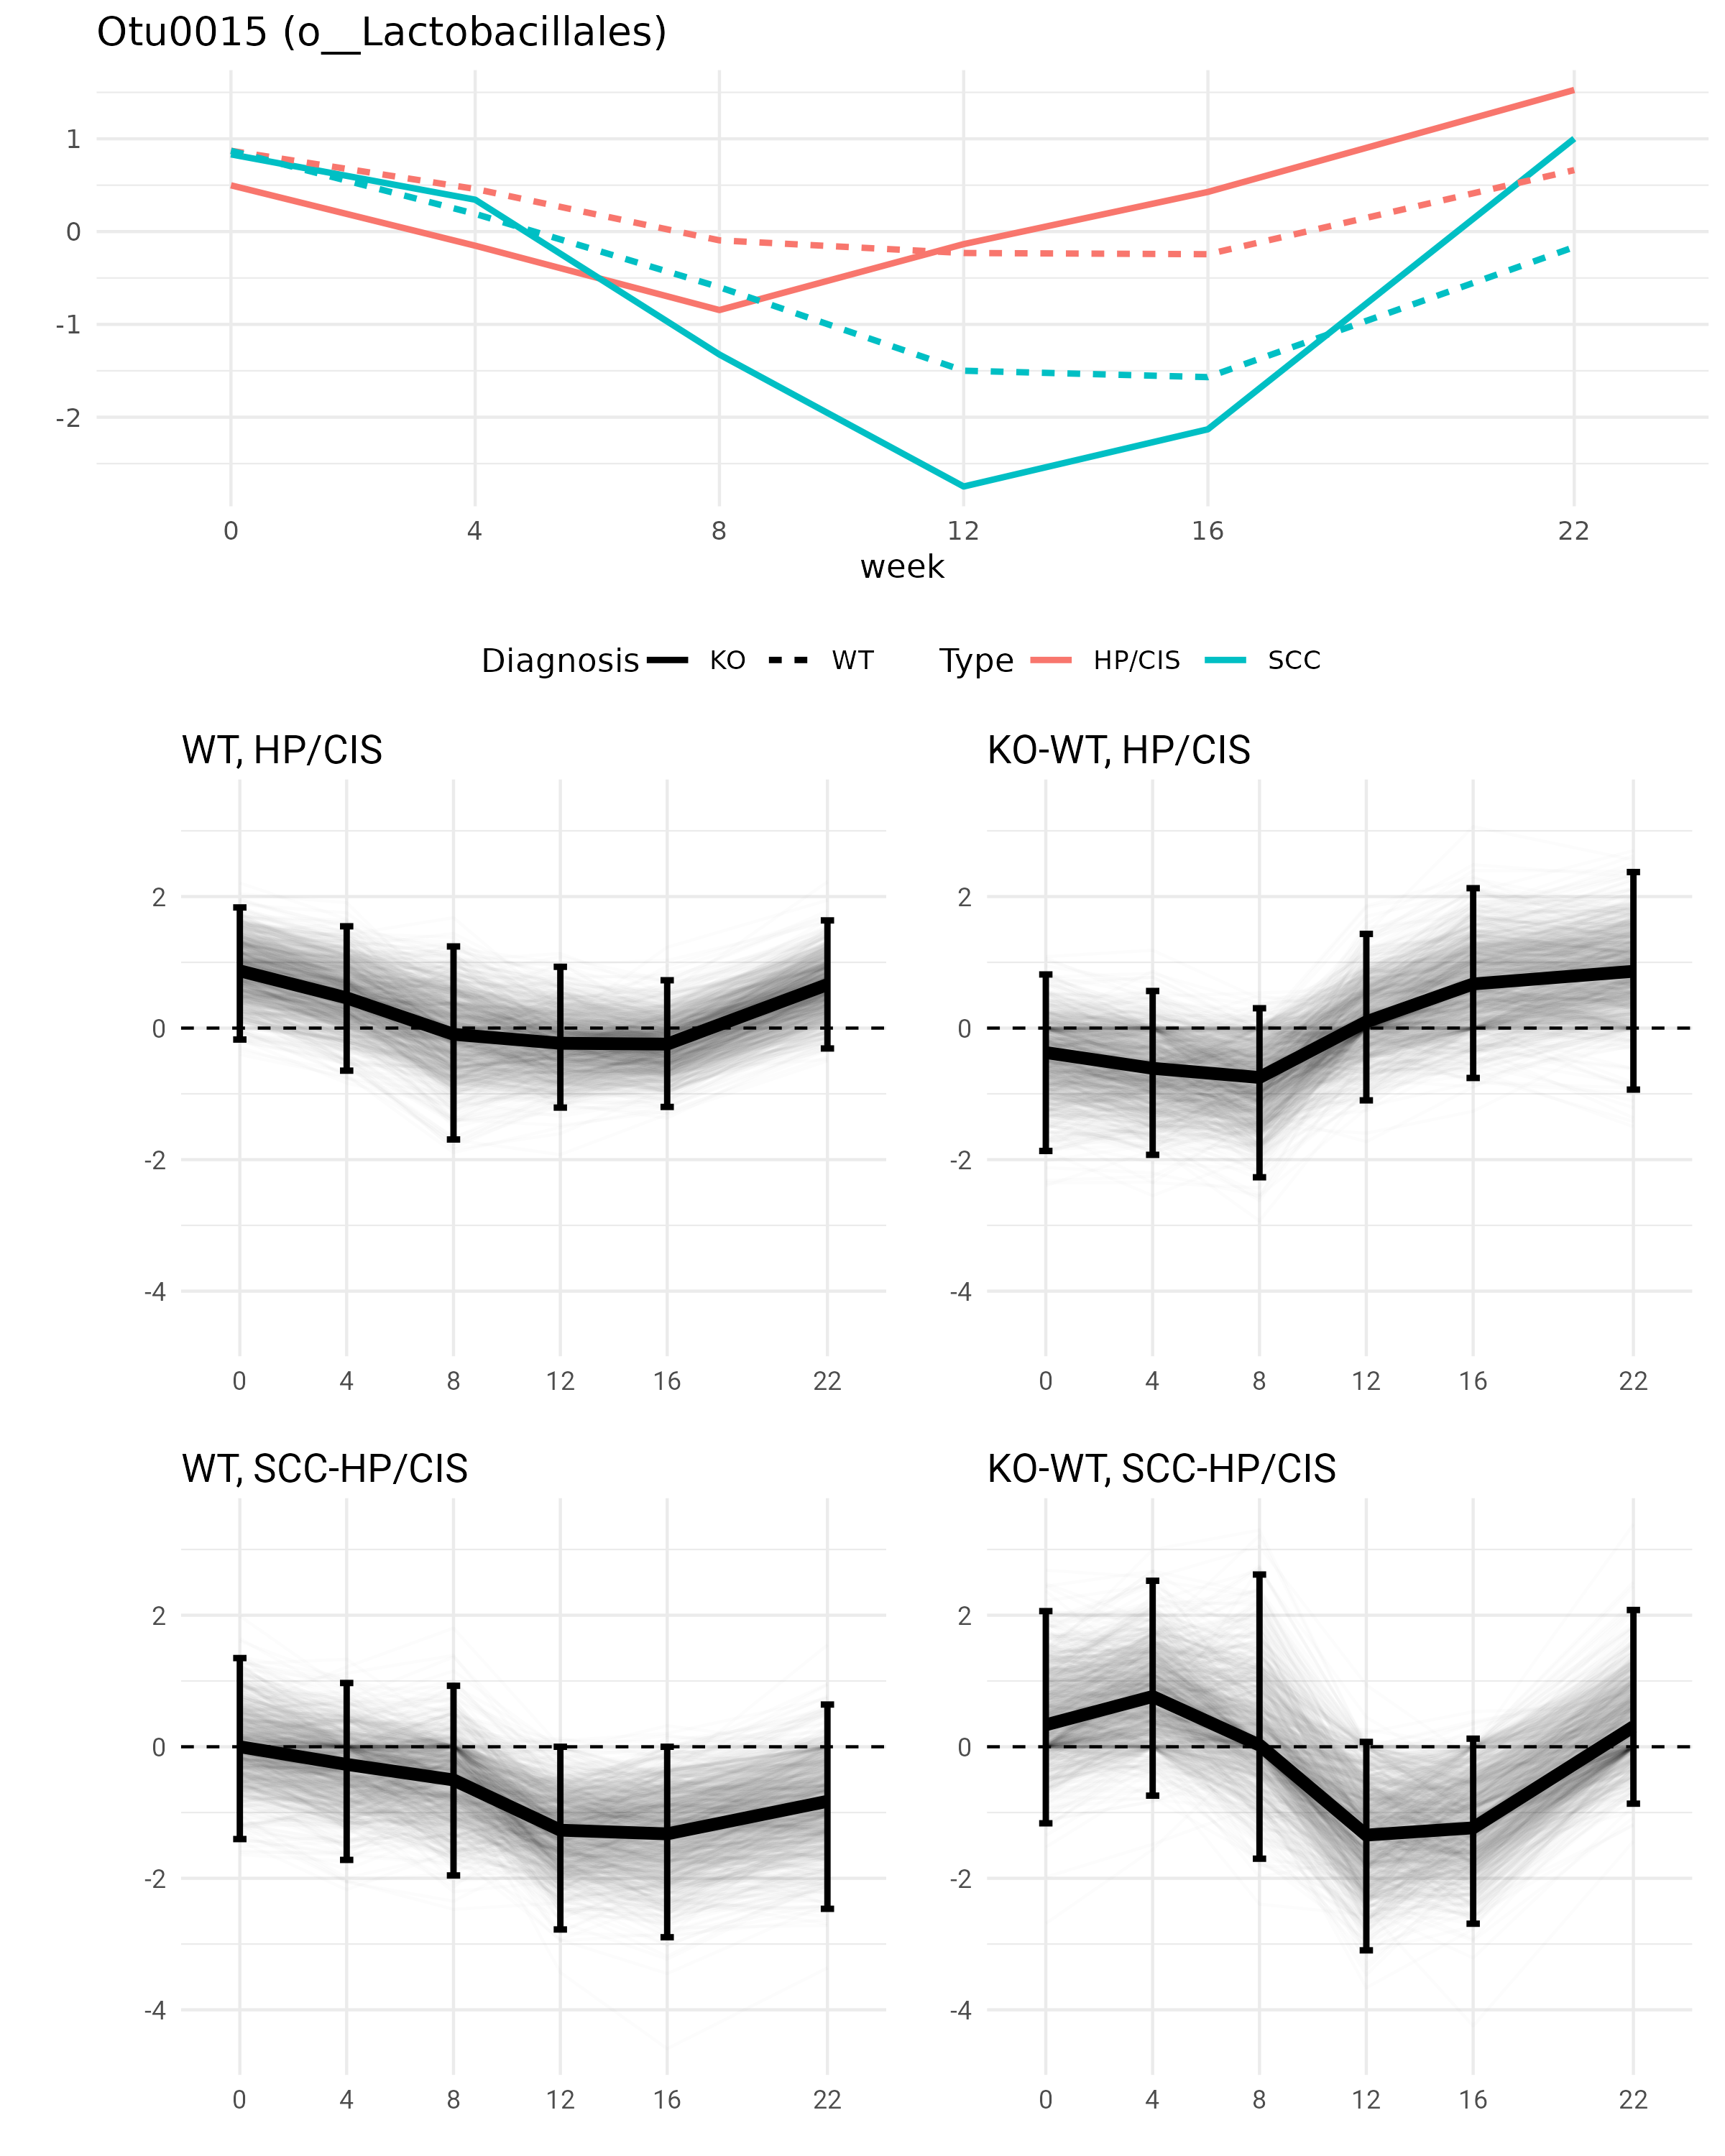 Otu0015 (o__Lactobacillales)
1
0
-1
-2
0 4 8 12 16 22
week
Diagnosis KO WT Type HP/CIS SCC
WT, HP/CIS KO-WT, HP/CIS
2 2
0 0
-2 -2
-4 -4
0 4 8 12 16 22 0 4 8 12 16 22
WT, SCC-HP/CIS KO-WT, SCC-HP/CIS
2 2
0 0
-2 -2
-4 -4
0 4 8 12 16 22 0 4 8 12 16 22